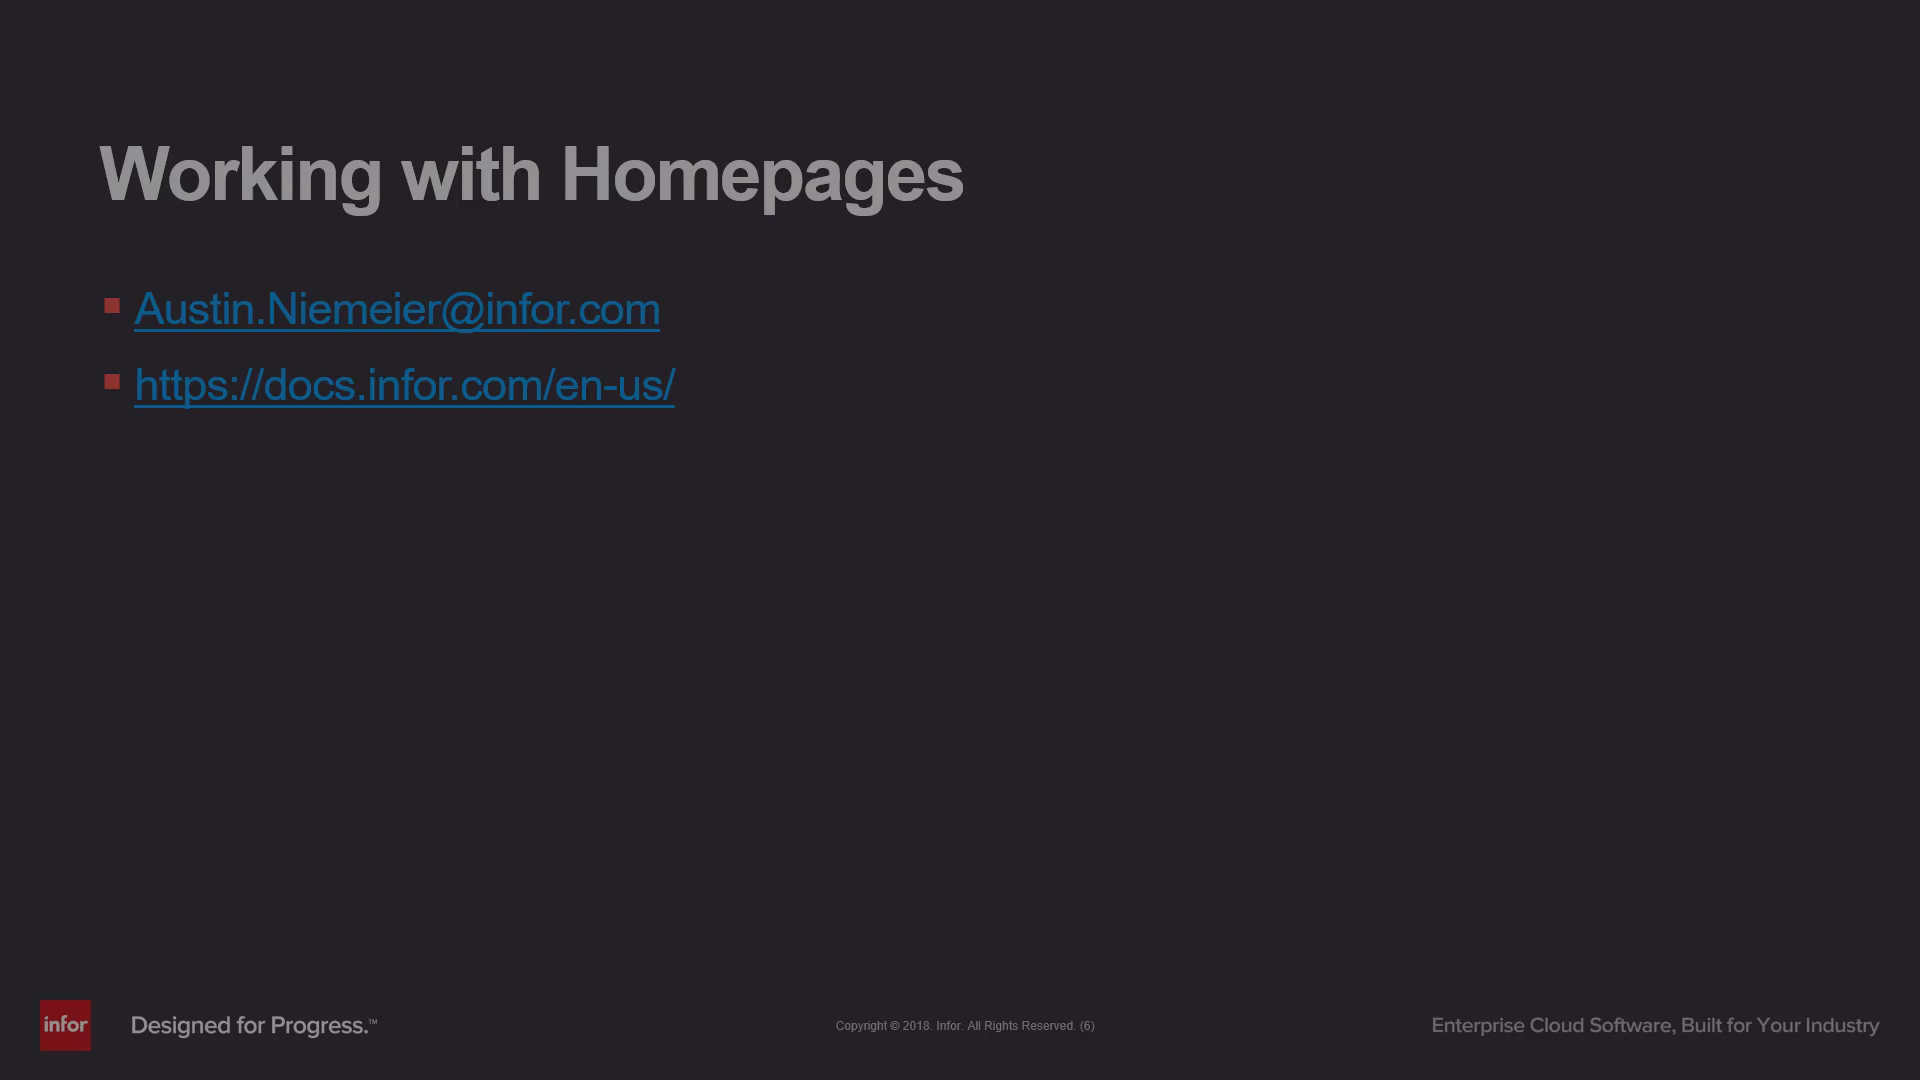 Working with Homepages
Austin.Niemeier@infor.com
https://docs.infor.com/en-us/
infor
Designed for Progress.™
Copyright © 2018. Infor. All Rights Reserved. (6)
Enterprise Cloud Software, Built for Your Industry